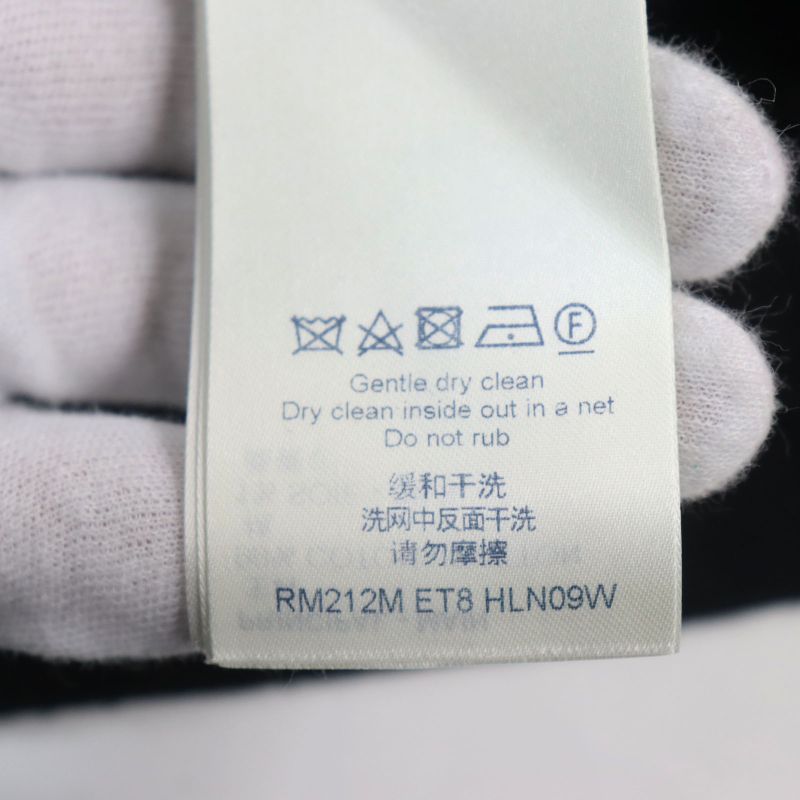 F
Gentle dry clean
Dry clean inside out in a net
Do not rub
缓和干洗
洗网中反面干洗
请勿摩擦
RM212M ET8 HLN09W